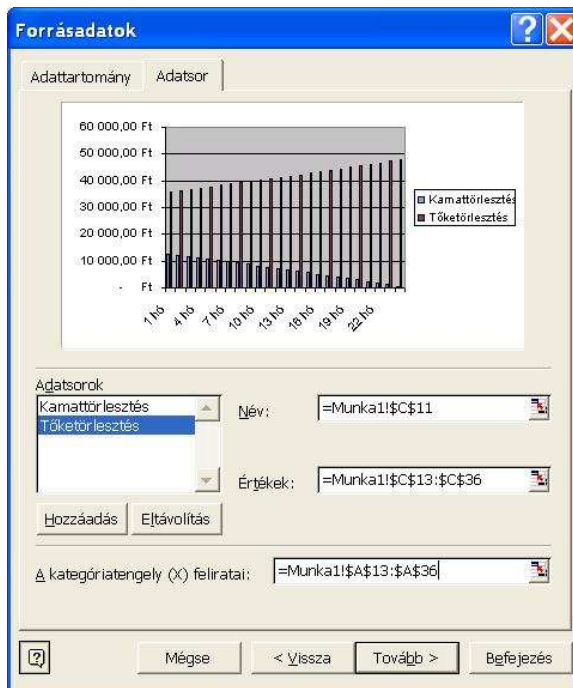 Forrásadatok
Adattartomány Adatsor
60 000,00 Ft
50 000,00 Ft
40 000,00 Ft
30 000,00 Ft
20 000,00 Ft
10 000,00 Ft
- Ft
1 hó 4 hó 7 hó 10 hó 13 hó 16 hó 19 hó 22 hó
Kamattörlesztés
Tőketörlesztés
Adatsorok
Kamattörlesztés
Tőketörlesztés
Név: =Munka1!$C$11
Értékek: =Munka1!$C$13:$C$36
Hozzáadás Eltávolítás
A kategóriatengely (X) feliratai: =Munka1!$A$13:$A$36
Mégse < Vissza Tovább > Befejezés